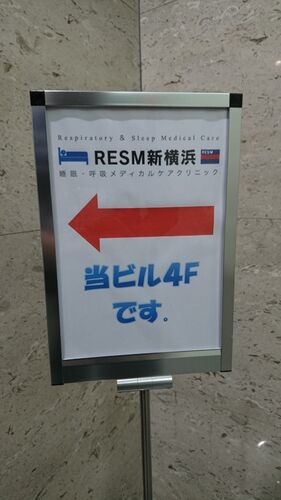 Respiratory & Sleep Medical Care
RESM新横浜 RESM
睡眠・呼吸メディカルケアクリニック
当ビル4F
です。